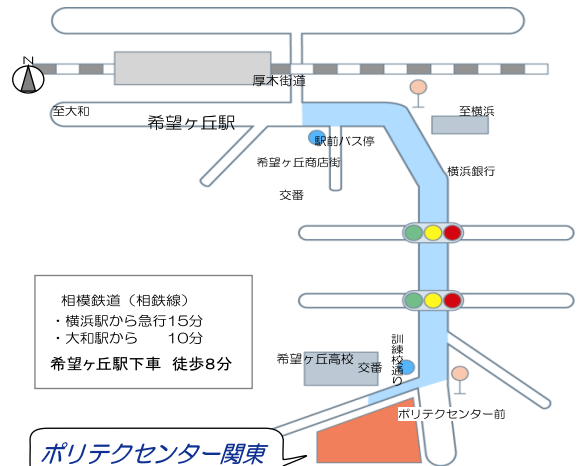 N
厚木街道
至大和
希望ヶ丘駅
至横浜
駅前バス停
希望ヶ丘商店街
横浜銀行
交番
相模鉄道（相鉄線）
・横浜駅から急行15分
・大和駅から　　10分
希望ヶ丘駅下車　徒歩8分
訓練校通り
希望ヶ丘高校
交番
ポリテクセンター前
ポリテクセンター関東